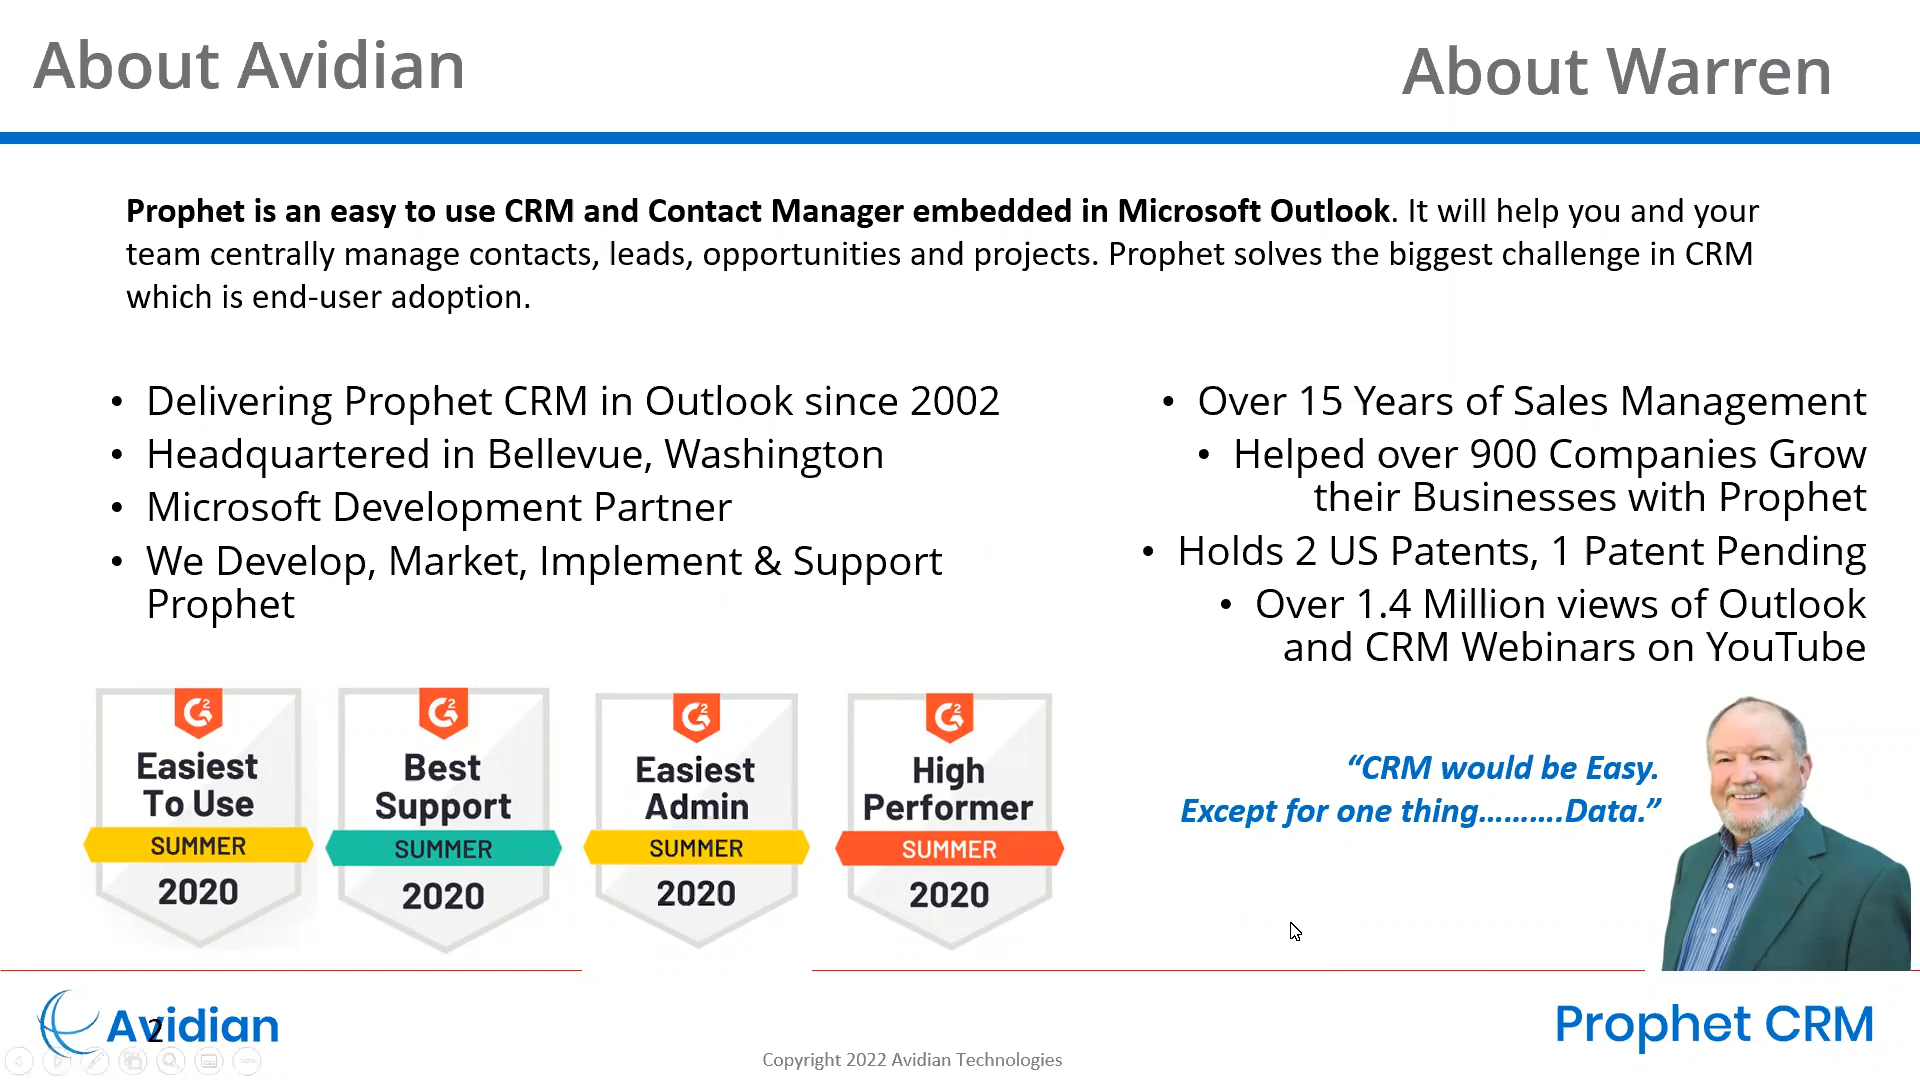 About Avidian
About Warren
Prophet is an easy to use CRM and Contact Manager embedded in Microsoft Outlook. It will help you and your
team centrally manage contacts, leads, opportunities and projects. Prophet solves the biggest challenge in CRM
which is end-user adoption.
• Delivering Prophet CRM in Outlook since 2002
• Headquartered in Bellevue, Washington
• Microsoft Development Partner
• We Develop, Market, Implement & Support
Prophet
• Over 15 Years of Sales Management
• Helped over 900 Companies Grow
their Businesses with Prophet
• Holds 2 US Patents, 1 Patent Pending
• Over 1.4 Million views of Outlook
and CRM Webinars on YouTube
G2
Easiest
To Use
SUMMER
2020
G2
Best
Support
SUMMER
2020
G2
Easiest
Admin
SUMMER
2020
G2
High
Performer
SUMMER
2020
“CRM would be Easy.
Except for one thing……….Data.”
Avidian
2
Copyright 2022 Avidian Technologies
Prophet CRM